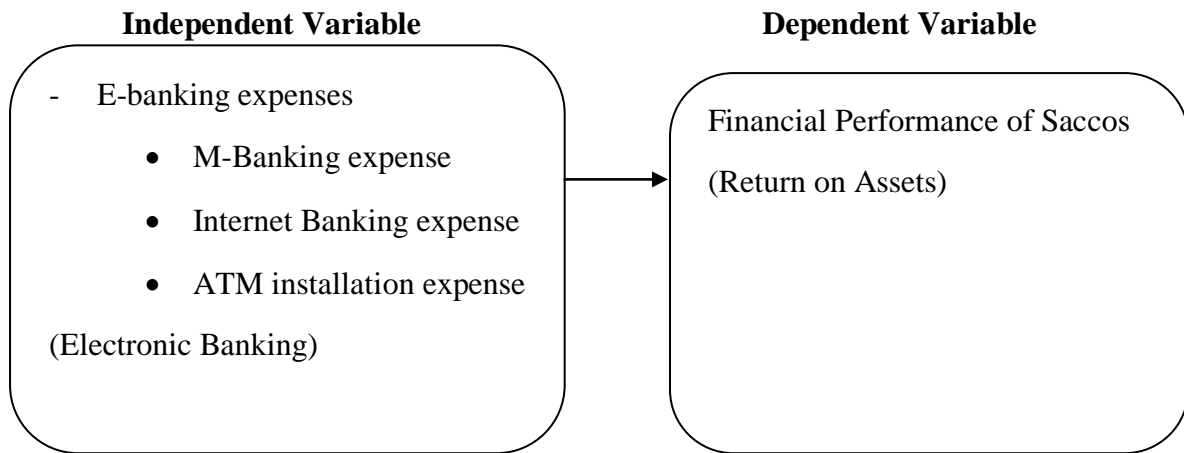 Independent Variable
- E-banking expenses
• M-Banking expense
• Internet Banking expense
• ATM installation expense
(Electronic Banking)
Dependent Variable
Financial Performance of Saccos
(Return on Assets)